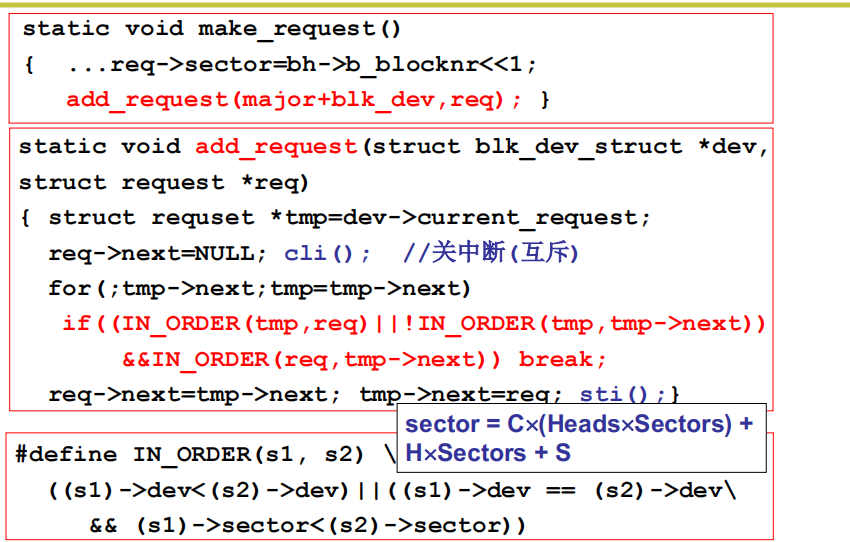 static void make_request()
{ ...req->sector=bh->b_blocknr<<1;
add_request(major+blk_dev,req); }
static void add_request(struct blk_dev_struct *dev,
struct request *req)
{ struct requset *tmp=dev->current_request;
req->next=NULL; cli(); //关中断(互斥)
for(;tmp->next;tmp=tmp->next)
if((IN_ORDER(tmp,req)||!IN_ORDER(tmp,tmp->next))
&&IN_ORDER(req,tmp->next)) break;
req->next=tmp->next; tmp->next=req; sti();}
sector = C×(Heads×Sectors) +
H×Sectors + S
#define IN_ORDER(s1, s2) \
((s1)->dev<(s2)->dev)||((s1)->dev == (s2)->dev\
&& (s1)->sector<(s2)->sector))